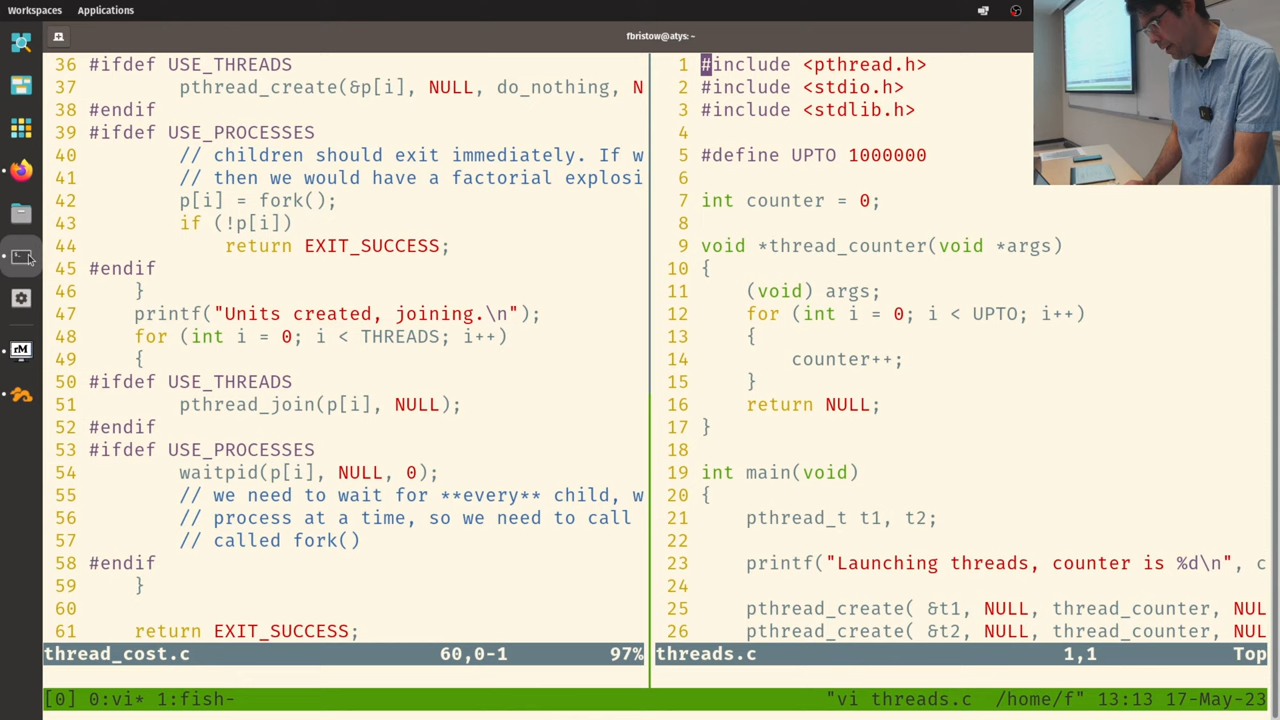 Workspaces Applications
fbristow@atys: ~
36 #ifdef USE_THREADS
37 pthread_create(&p[i], NULL, do_nothing, N
38 #endif
39 #ifdef USE_PROCESSES
40 // children should exit immediately. If w
41 // then we would have a factorial explosi
42 p[i] = fork();
43 if (!p[i])
44 return EXIT_SUCCESS;
45 #endif
46 }
47 printf("Units created, joining.\n");
48 for (int i = 0; i < THREADS; i++)
49 {
50 #ifdef USE_THREADS
51 pthread_join(p[i], NULL);
52 #endif
53 #ifdef USE_PROCESSES
54 waitpid(p[i], NULL, 0);
55 // we need to wait for **every** child, w
56 // process at a time, so we need to call
57 // called fork()
58 #endif
59 }
60
61 return EXIT_SUCCESS;
thread_cost.c 60,0-1 97%
1 #include <pthread.h>
2 #include <stdio.h>
3 #include <stdlib.h>
4
5 #define UPTO 1000000
6
7 int counter = 0;
8
9 void *thread_counter(void *args)
10 {
11 (void) args;
12 for (int i = 0; i < UPTO; i++)
13 {
14 counter++;
15 }
16 return NULL;
17 }
18
19 int main(void)
20 {
21 pthread_t t1, t2;
22
23 printf("Launching threads, counter is %d\n", c
24
25 pthread_create( &t1, NULL, thread_counter, NUL
26 pthread_create( &t2, NULL, thread_counter, NUL
threads.c 1,1 Top
[0] 0:vi* 1:fish- "vi threads.c /home/f" 13:13 17-May-23
rM